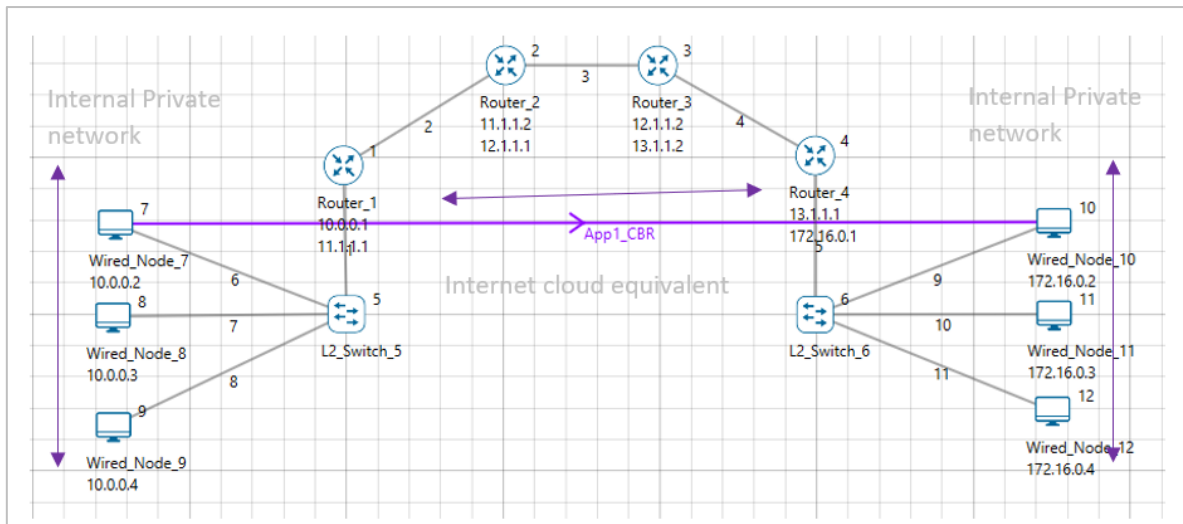 2
3
3
Internal Private
network
Internal Private
network
Router_2
11.1.1.2
12.1.1.1
Router_3
12.1.1.2
13.1.1.2
2
4
1
4
Router_1
10.0.0.1
11.1.1.1
1
Router_4
13.1.1.1
172.16.0.1
5
7
App1_CBR
10
Wired_Node_7
10.0.0.2
Wired_Node_10
172.16.0.2
6
Internet cloud equivalent
9
8
5
6
11
7
10
Wired_Node_8
10.0.0.3
L2_Switch_5
L2_Switch_6
Wired_Node_11
172.16.0.3
8
11
9
12
Wired_Node_9
10.0.0.4
Wired_Node_12
172.16.0.4